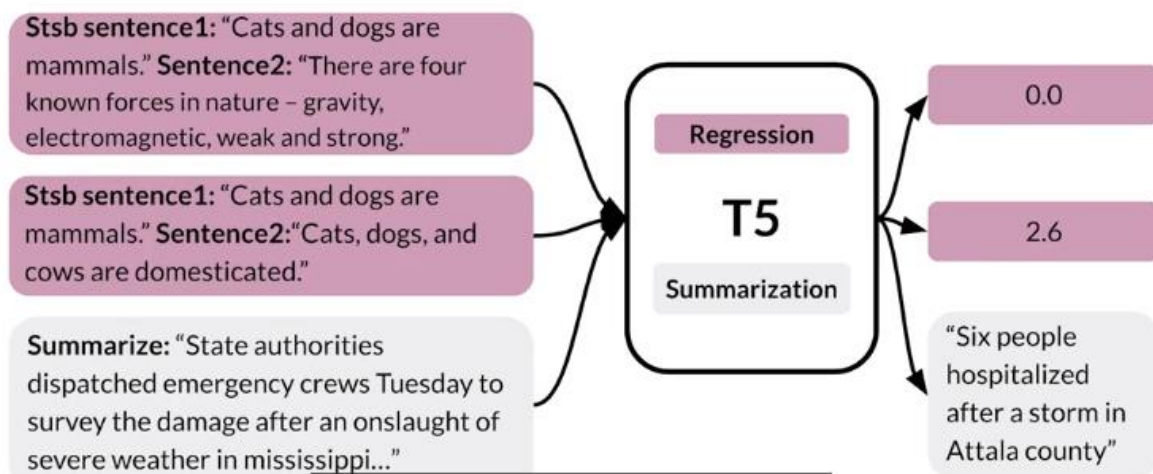 Stsb sentence1: “Cats and dogs are
mammals.” Sentence2: “There are four
known forces in nature – gravity,
electromagnetic, weak and strong.”
Stsb sentence1: “Cats and dogs are
mammals.” Sentence2:“Cats, dogs, and
cows are domesticated.”
Summarize: “State authorities
dispatched emergency crews Tuesday to
survey the damage after an onslaught of
severe weather in mississippi...”
Regression
T5
Summarization
0.0
2.6
“Six people
hospitalized
after a storm in
Attala county”